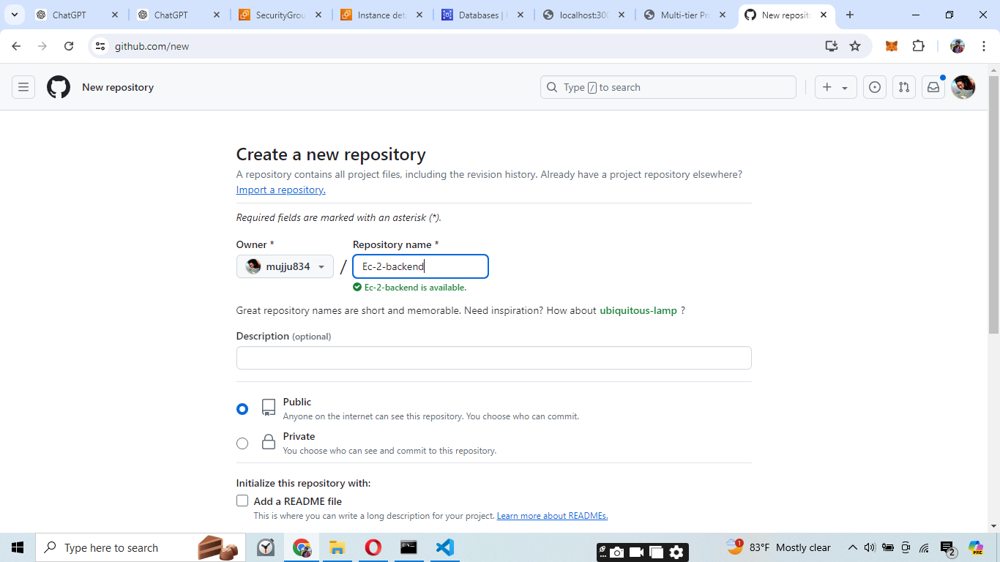 ChatGPT
ChatGPT
SecurityGrou
Instance deta
Databases |
localhost:300
Multi-tier Pro
New reposito
github.com/new
New repository
Type / to search
Create a new repository
A repository contains all project files, including the revision history. Already have a project repository elsewhere?
Import a repository.
Required fields are marked with an asterisk (*).
Owner *
Repository name *
mujju834
/
Ec-2-backend
Ec-2-backend is available.
Great repository names are short and memorable. Need inspiration? How about ubiquitous-lamp ?
Description (optional)
Public
Anyone on the internet can see this repository. You choose who can commit.
Private
You choose who can see and commit to this repository.
Initialize this repository with:
Add a README file
This is where you can write a long description for your project. Learn more about READMEs.
Type here to search
1
83°F Mostly clear
2
PRE